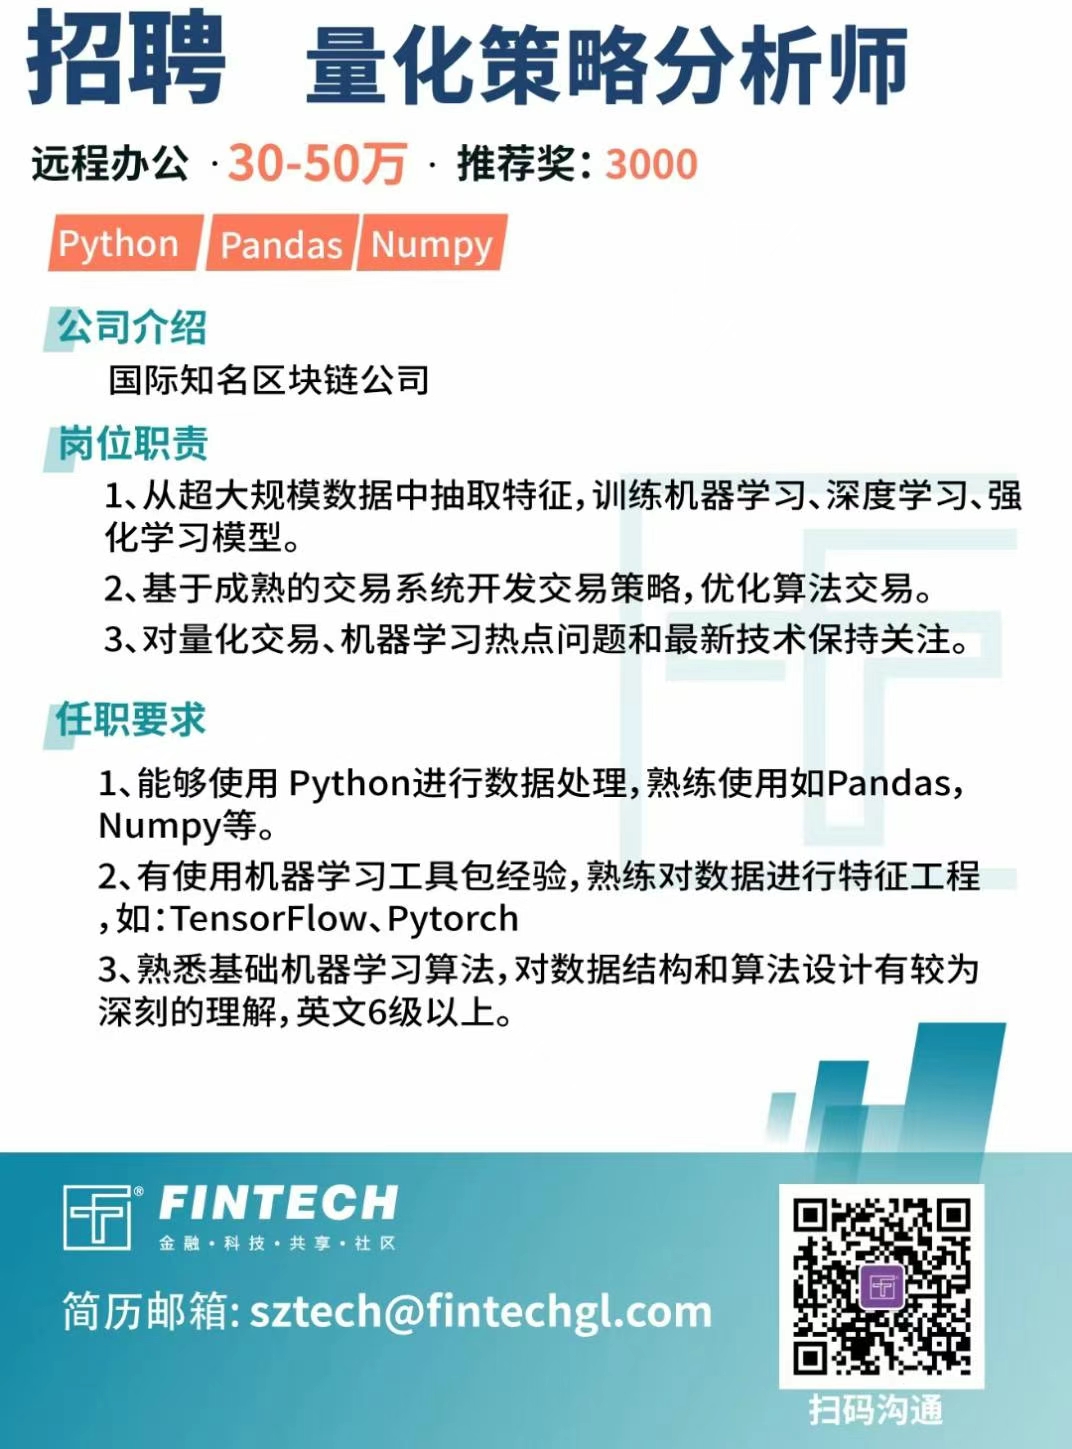 招聘 量化策略分析师
远程办公 · 30-50万 · 推荐奖：3000
Python Pandas Numpy
公司介绍
国际知名区块链公司
岗位职责
1、从超大规模数据中抽取特征，训练机器学习、深度学习、强
化学习模型。
2、基于成熟的交易系统开发交易策略，优化算法交易。
3、对量化交易、机器学习热点问题和最新技术保持关注。
任职要求
1、能够使用 Python进行数据处理，熟练使用如Pandas，
Numpy等。
2、有使用机器学习工具包经验，熟练对数据进行特征工程
，如：TensorFlow、Pytorch
3、熟悉基础机器学习算法，对数据结构和算法设计有较为
深刻的理解，英文6级以上。
® FINTECH
金融·科技·共享·社区
简历邮箱: sztech@fintechgl.com
扫码沟通